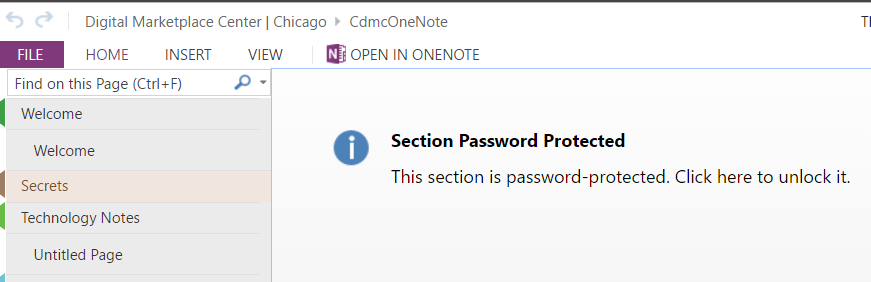 Digital Marketplace Center | Chicago CdmcOneNote
FILE HOME INSERT VIEW OPEN IN ONENOTE
Find on this Page (Ctrl+F)
Welcome
Welcome
Secrets
Technology Notes
Untitled Page
Section Password Protected
This section is password-protected. Click here to unlock it.